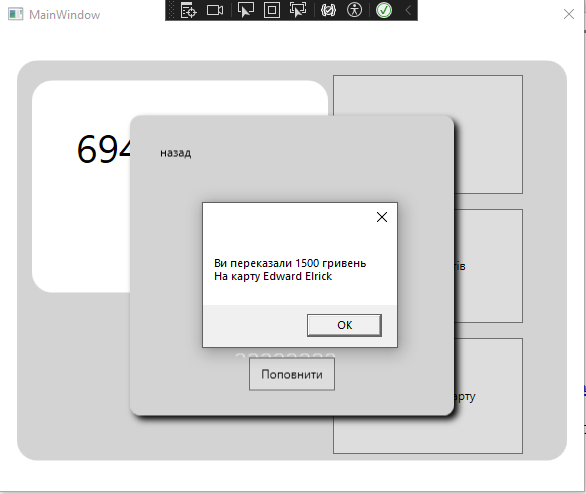 MainWindow
694
назад
Ви переказали 1500 гривень
На карту Edward Elrick
OK
Поповнити